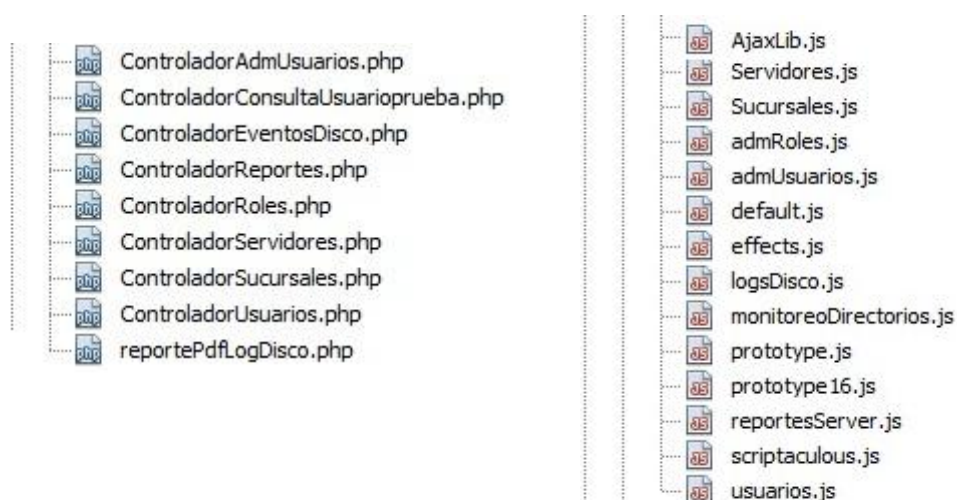 ControladorAdmUsuarios.php
ControladorConsultaUsuarioprueba.php
ControladorEventosDisco.php
ControladorReportes.php
ControladorRoles.php
ControladorServidores.php
ControladorSucursales.php
ControladorUsuarios.php
reportePdfLogDisco.php
AjaxLib.js
Servidores.js
Sucursales.js
admRoles.js
admUsuarios.js
default.js
effects.js
logsDisco.js
monitoreoDirectorios.js
prototype.js
prototype16.js
reportesServer.js
scriptaculous.js
usuarios.js